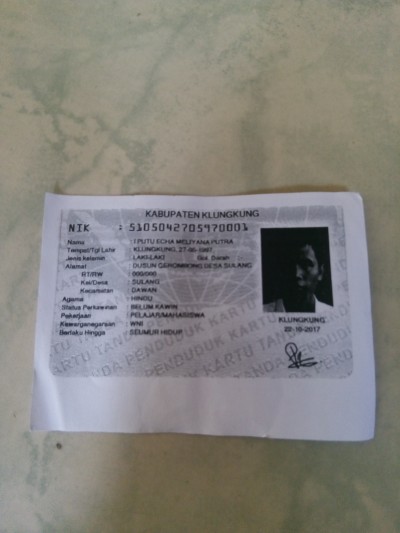 KABUPATEN KLUNGKUNG
NIK : 5105042705970001
Nama : I PUTU ECHA MELIYANA PUTRA
Tempat/Tgl Lahir : KLUNGKUNG, 27-05-1997
Jenis kelamin : LAKI-LAKI Gol. Darah
Alamat : DUSUN DESA SULANG
RT/RW : 000/000
Kel/Desa : SULANG
Kecamatan : DAWAN
Agama : HINDU
Status Perkawinan : BELUM KAWIN
Pekerjaan : PELAJAR/MAHASISWA
Kewarganegaraan : WNI
Berlaku Hingga : SEUMUR HIDUP
KLUNGKUNG
22-10-2017
KARTU TANDA PENDUDUK KARTU TANDA PENDUDUK